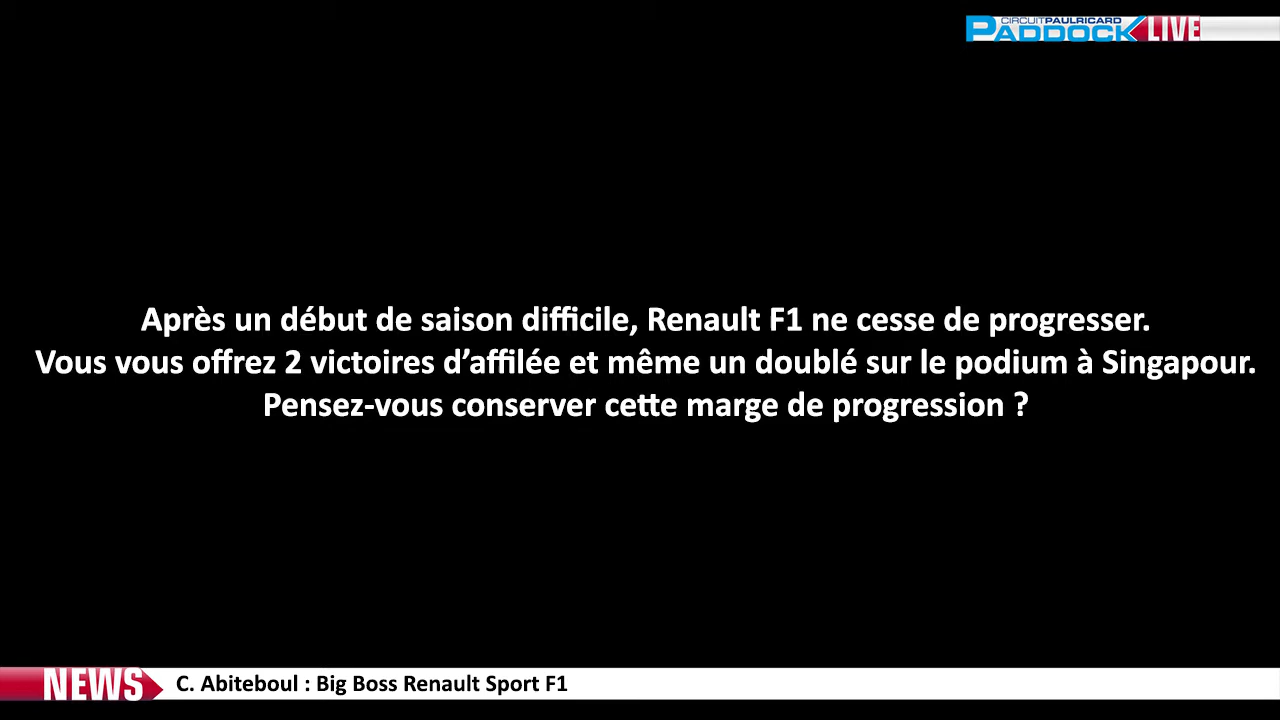 CIRCUITPAULRICARD
PADDOCK LIVE
Après un début de saison difficile, Renault F1 ne cesse de progresser.
Vous vous offrez 2 victoires d’affilée et même un doublé sur le podium à Singapour.
Pensez-vous conserver cette marge de progression ?
NEWS C. Abiteboul : Big Boss Renault Sport F1